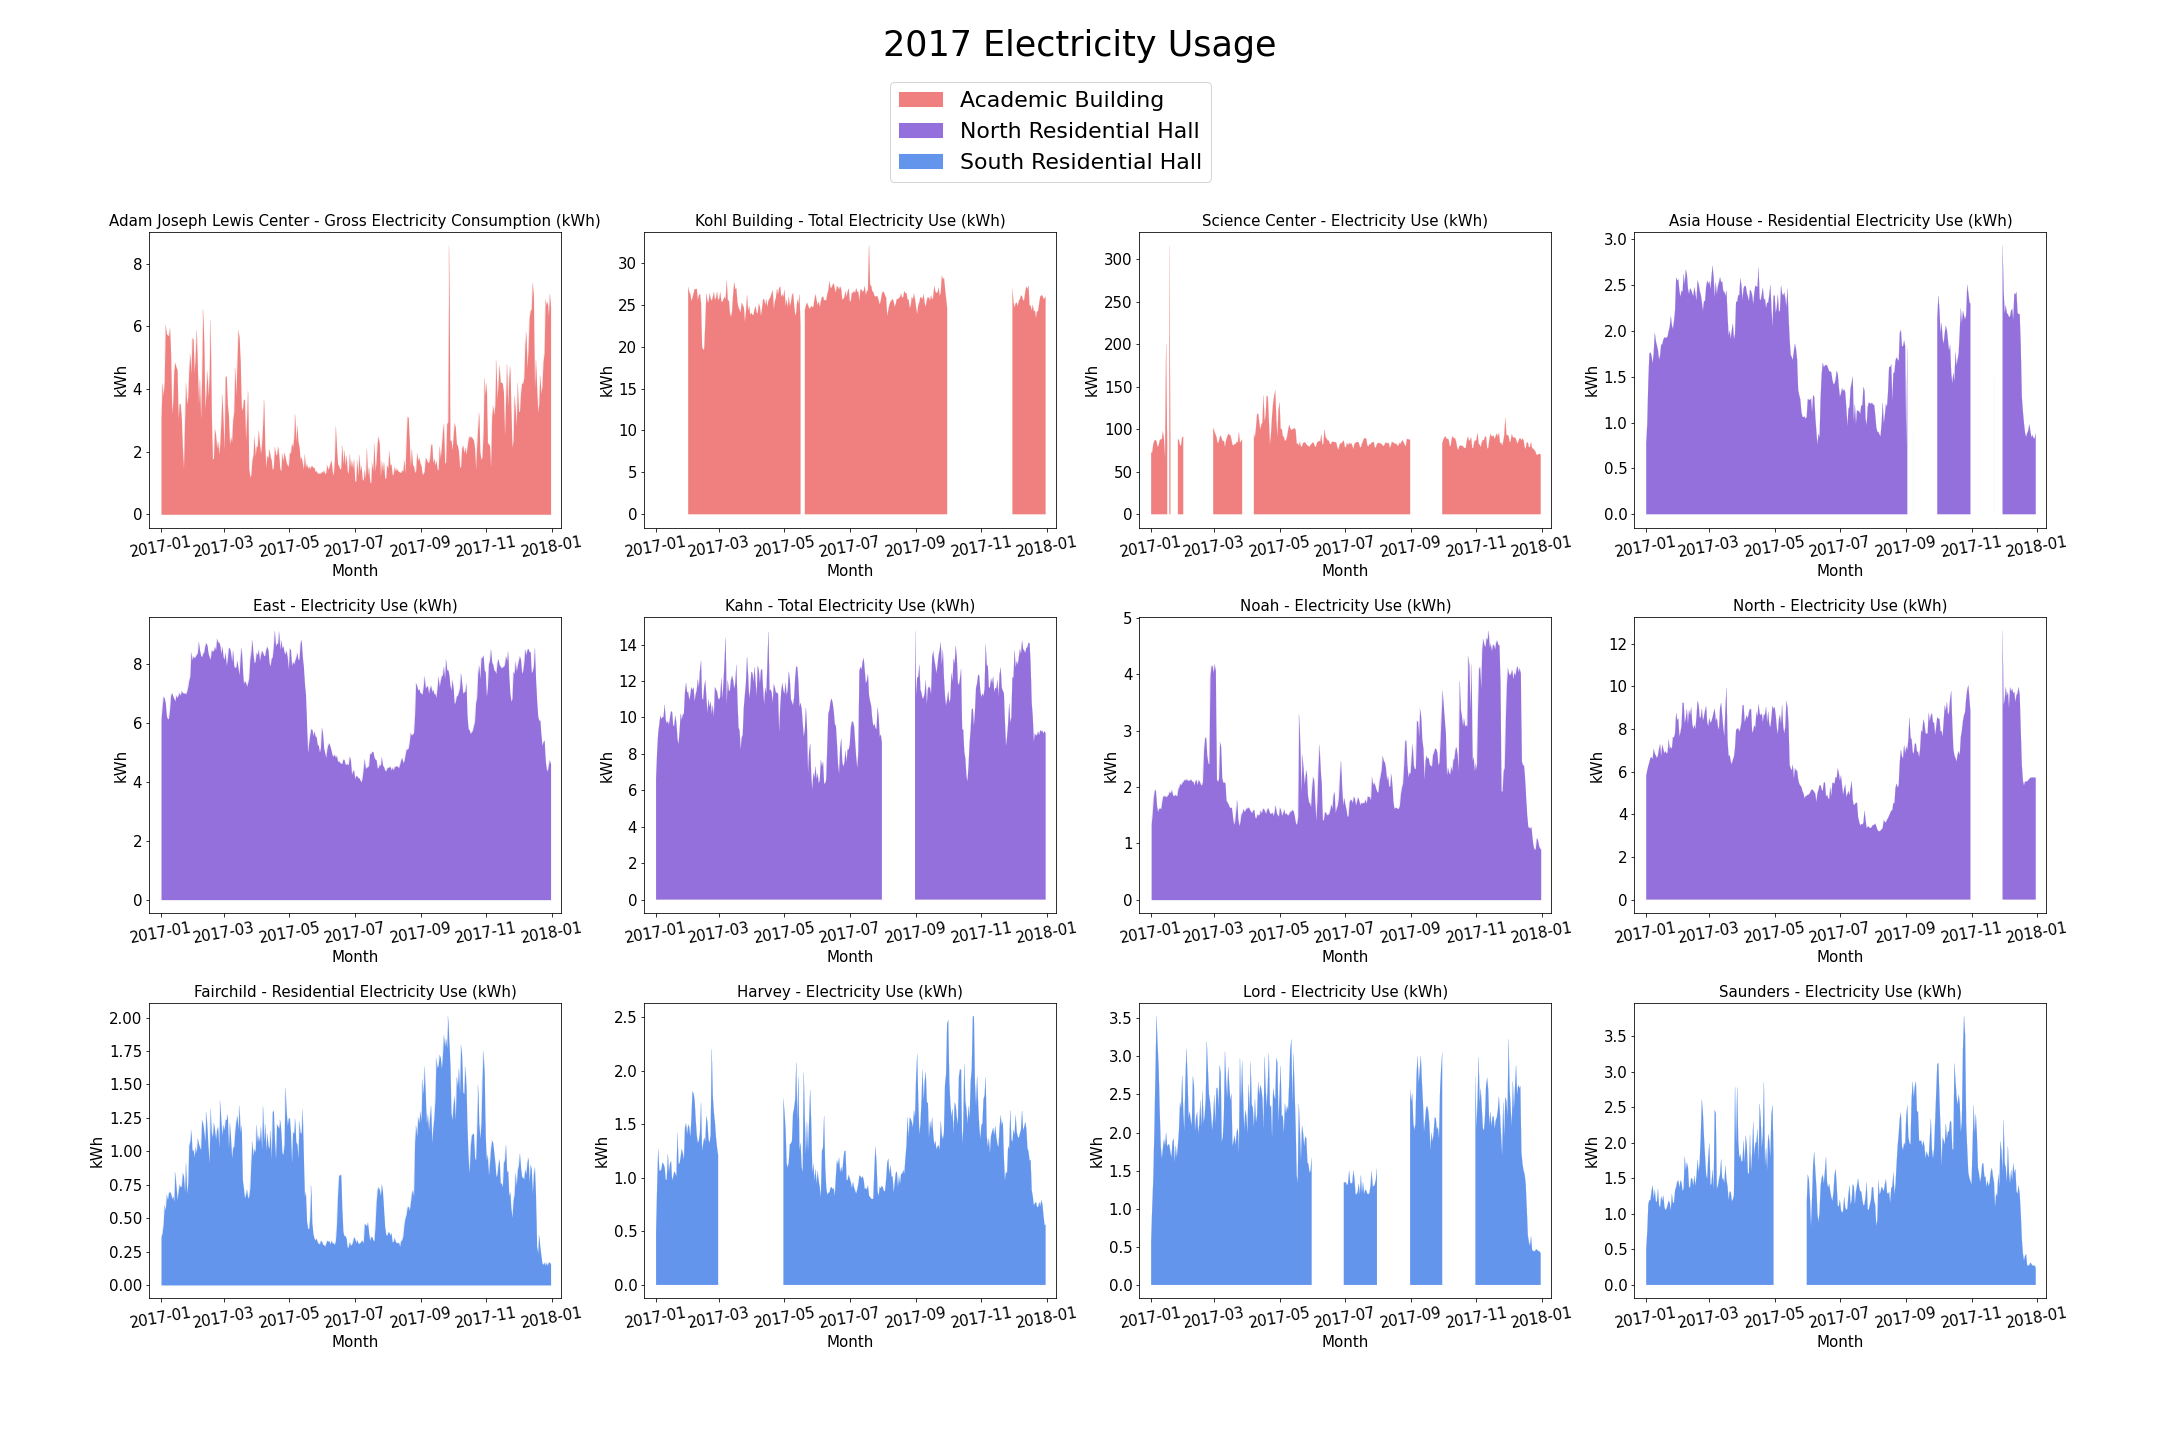 2017 Electricity Usage
Academic Building
North Residential Hall
South Residential Hall
Adam Joseph Lewis Center - Gross Electricity Consumption (kWh)
kWh
8
6
4
2
0
2017-01 2017-03 2017-05 2017-07 2017-09 2017-11 2018-01
Month
Kohl Building - Total Electricity Use (kWh)
kWh
30
25
20
15
10
5
0
2017-01 2017-03 2017-05 2017-07 2017-09 2017-11 2018-01
Month
Science Center - Electricity Use (kWh)
kWh
300
250
200
150
100
50
0
2017-01 2017-03 2017-05 2017-07 2017-09 2017-11 2018-01
Month
Asia House - Residential Electricity Use (kWh)
kWh
3.0
2.5
2.0
1.5
1.0
0.5
0.0
2017-01 2017-03 2017-05 2017-07 2017-09 2017-11 2018-01
Month
East - Electricity Use (kWh)
kWh
8
6
4
2
0
2017-01 2017-03 2017-05 2017-07 2017-09 2017-11 2018-01
Month
Kahn - Total Electricity Use (kWh)
kWh
14
12
10
8
6
4
2
0
2017-01 2017-03 2017-05 2017-07 2017-09 2017-11 2018-01
Month
Noah - Electricity Use (kWh)
kWh
5
4
3
2
1
0
2017-01 2017-03 2017-05 2017-07 2017-09 2017-11 2018-01
Month
North - Electricity Use (kWh)
kWh
12
10
8
6
4
2
0
2017-01 2017-03 2017-05 2017-07 2017-09 2017-11 2018-01
Month
Fairchild - Residential Electricity Use (kWh)
kWh
2.00
1.75
1.50
1.25
1.00
0.75
0.50
0.25
0.00
2017-01 2017-03 2017-05 2017-07 2017-09 2017-11 2018-01
Month
Harvey - Electricity Use (kWh)
kWh
2.5
2.0
1.5
1.0
0.5
0.0
2017-01 2017-03 2017-05 2017-07 2017-09 2017-11 2018-01
Month
Lord - Electricity Use (kWh)
kWh
3.5
3.0
2.5
2.0
1.5
1.0
0.5
0.0
2017-01 2017-03 2017-05 2017-07 2017-09 2017-11 2018-01
Month
Saunders - Electricity Use (kWh)
kWh
3.5
3.0
2.5
2.0
1.5
1.0
0.5
0.0
2017-01 2017-03 2017-05 2017-07 2017-09 2017-11 2018-01
Month